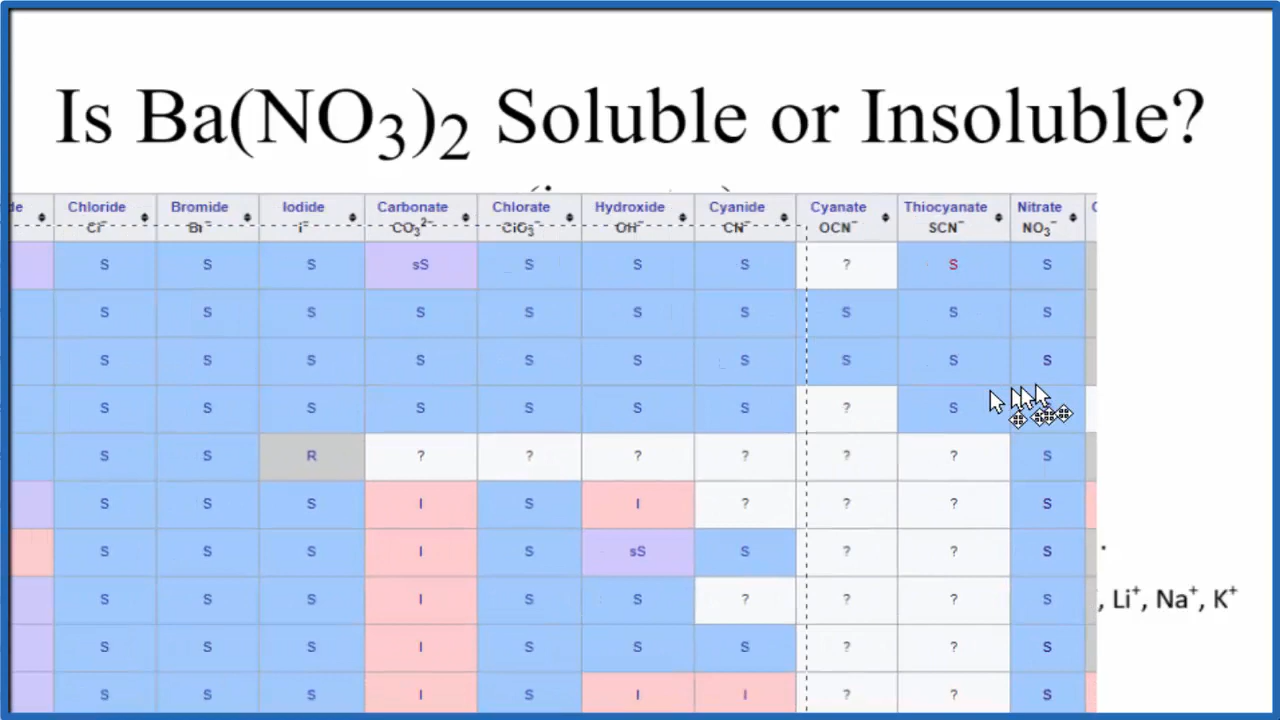 Is Ba(NO₃)₂ Soluble or Insoluble?
de Chloride Bromide Iodide Carbonate Chlorate Hydroxide Cyanide Cyanate Thiocyanate Nitrate
Cl⁻ Br⁻ I⁻ CO₃²⁻ ClO₃⁻ OH⁻ CN⁻ OCN⁻ SCN⁻ NO₃⁻
S S S sS S S S ? S S
S S S S S S S S S S
S S S S S S S S S S
S S S S S S S ? S S
S S R ? ? ? ? ? ? S
S S S I S I ? ? ? S
S S S I S sS S ? ? S
S S S I S S ? ? ? S
, Li⁺, Na⁺, K⁺
S S S I S S S ? ? S
S S S I S I I ? ? S